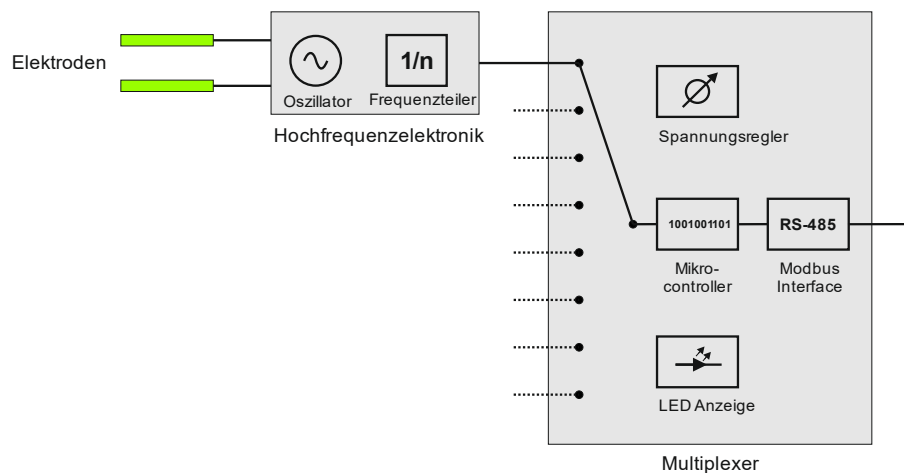 Elektroden
Oszillator
1/n
Frequenzteiler
Hochfrequenzelektronik
Spannungsregler
1001001101
Mikro-
controller
RS-485
Modbus
Interface
LED Anzeige
Multiplexer